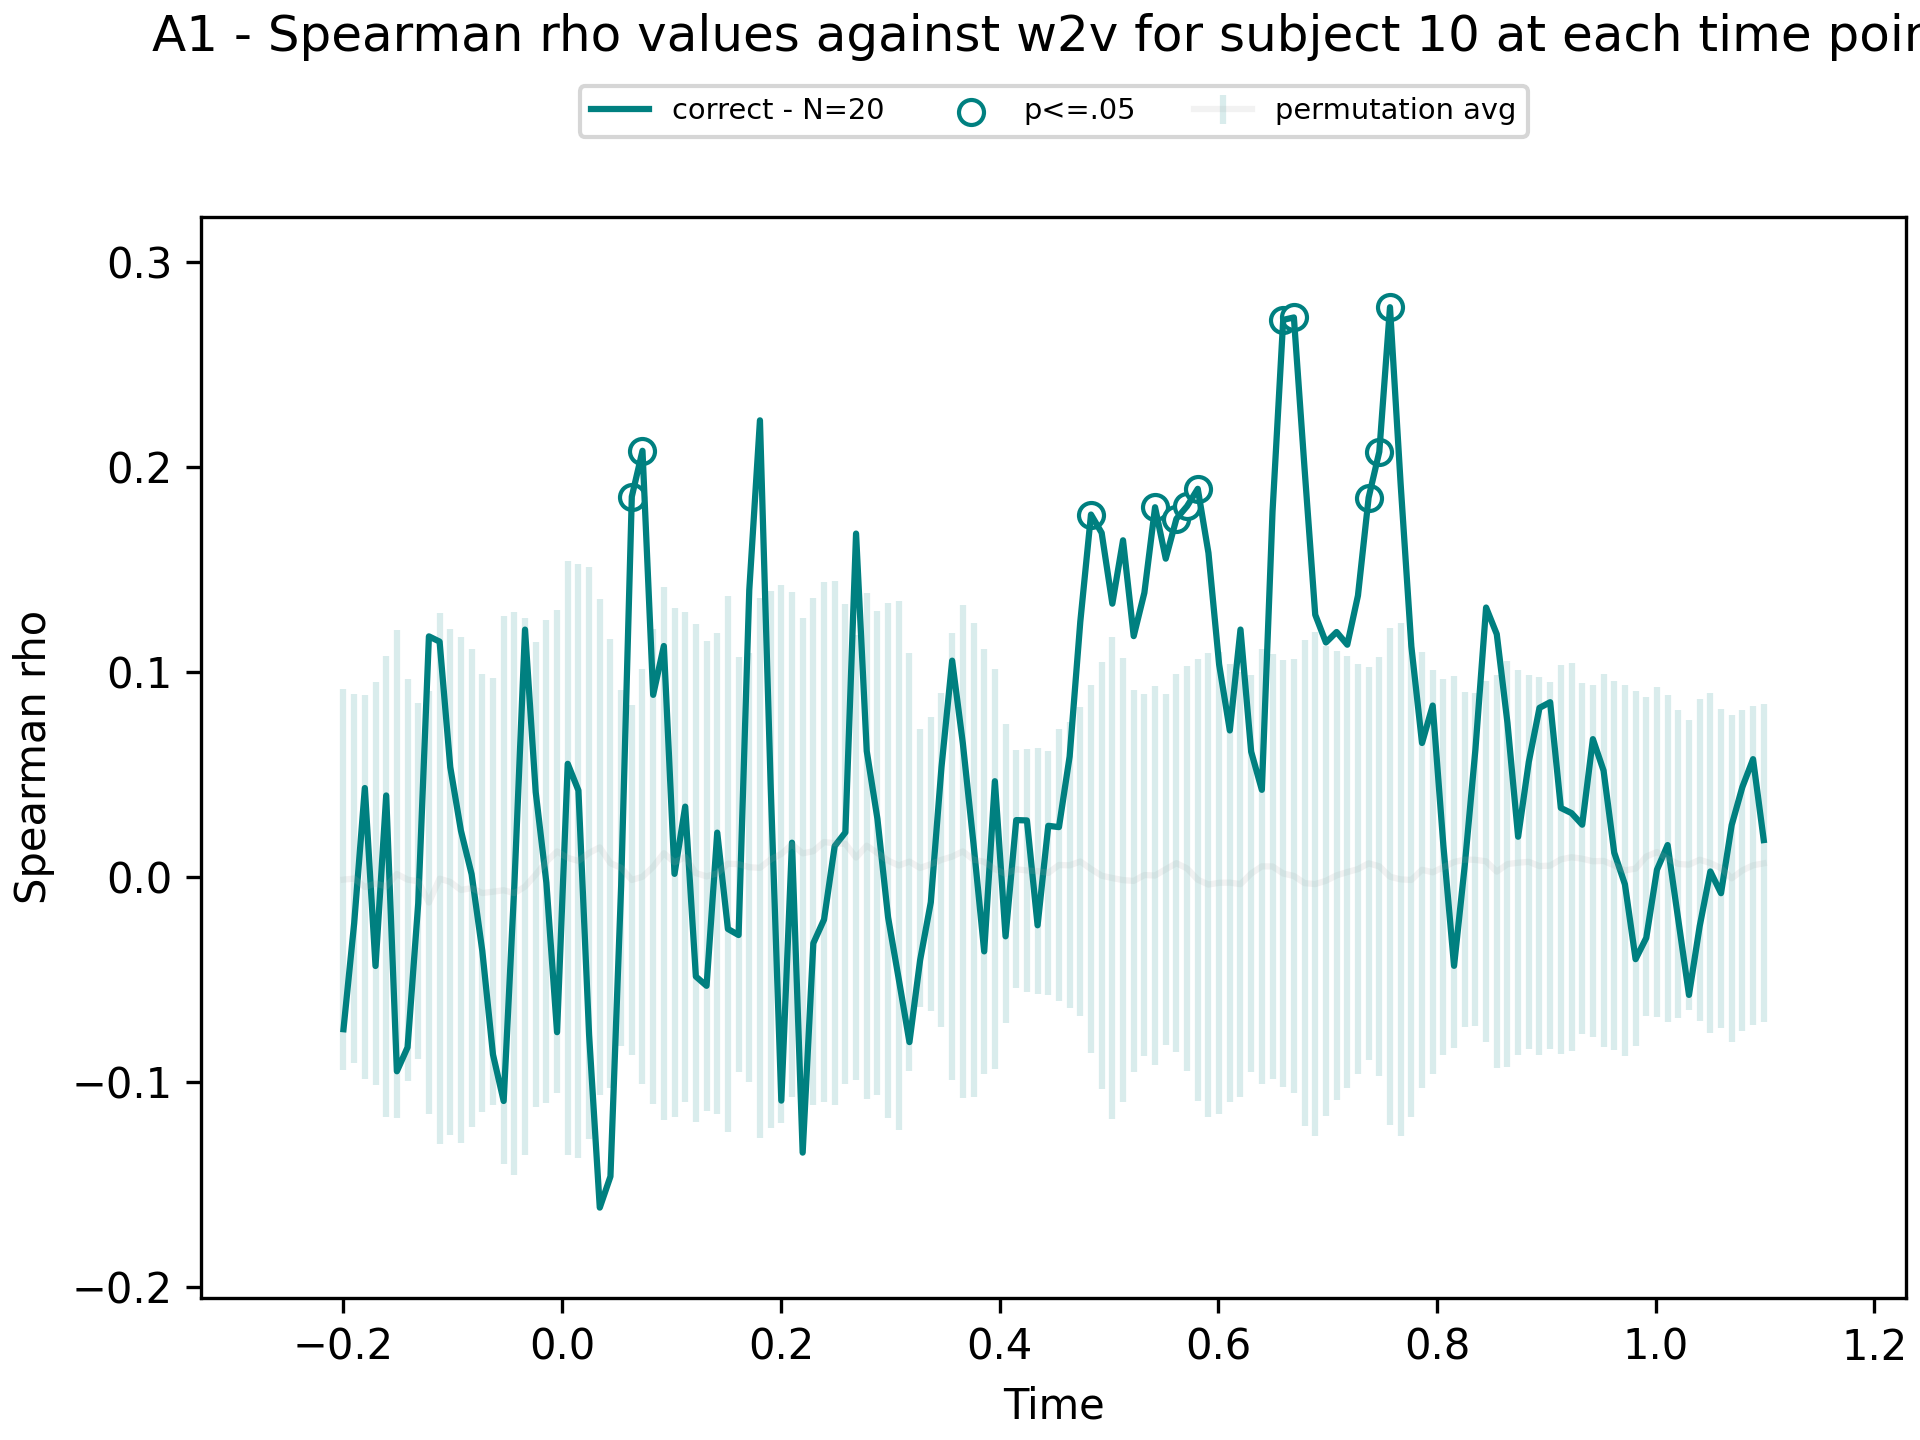 A1 - Spearman rho values against w2v for subject 10 at each time
correct - N=20 p<=.05 permutation avg
0.3
0.2
0.1
0.0
−0.1
−0.2
Spearman rho
−0.2 0.0 0.2 0.4 0.6 0.8 1.0 1.2
Time